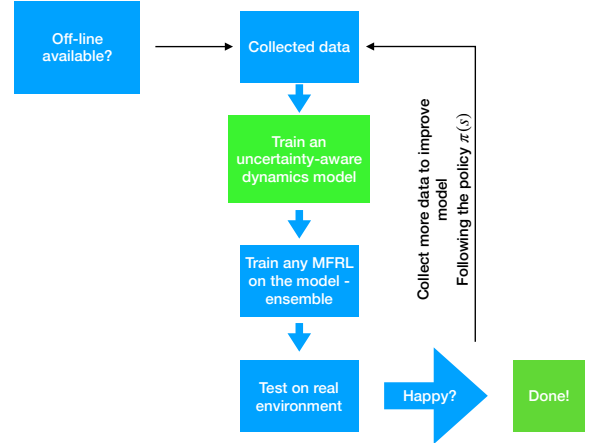 Off-line
available?
Collected data
Train an
uncertainty-aware
dynamics model
Train any MFRL
on the model -
ensemble
Test on real
environment
Happy?
Done!
Collect more data to improve
model
Following the policy π(s)